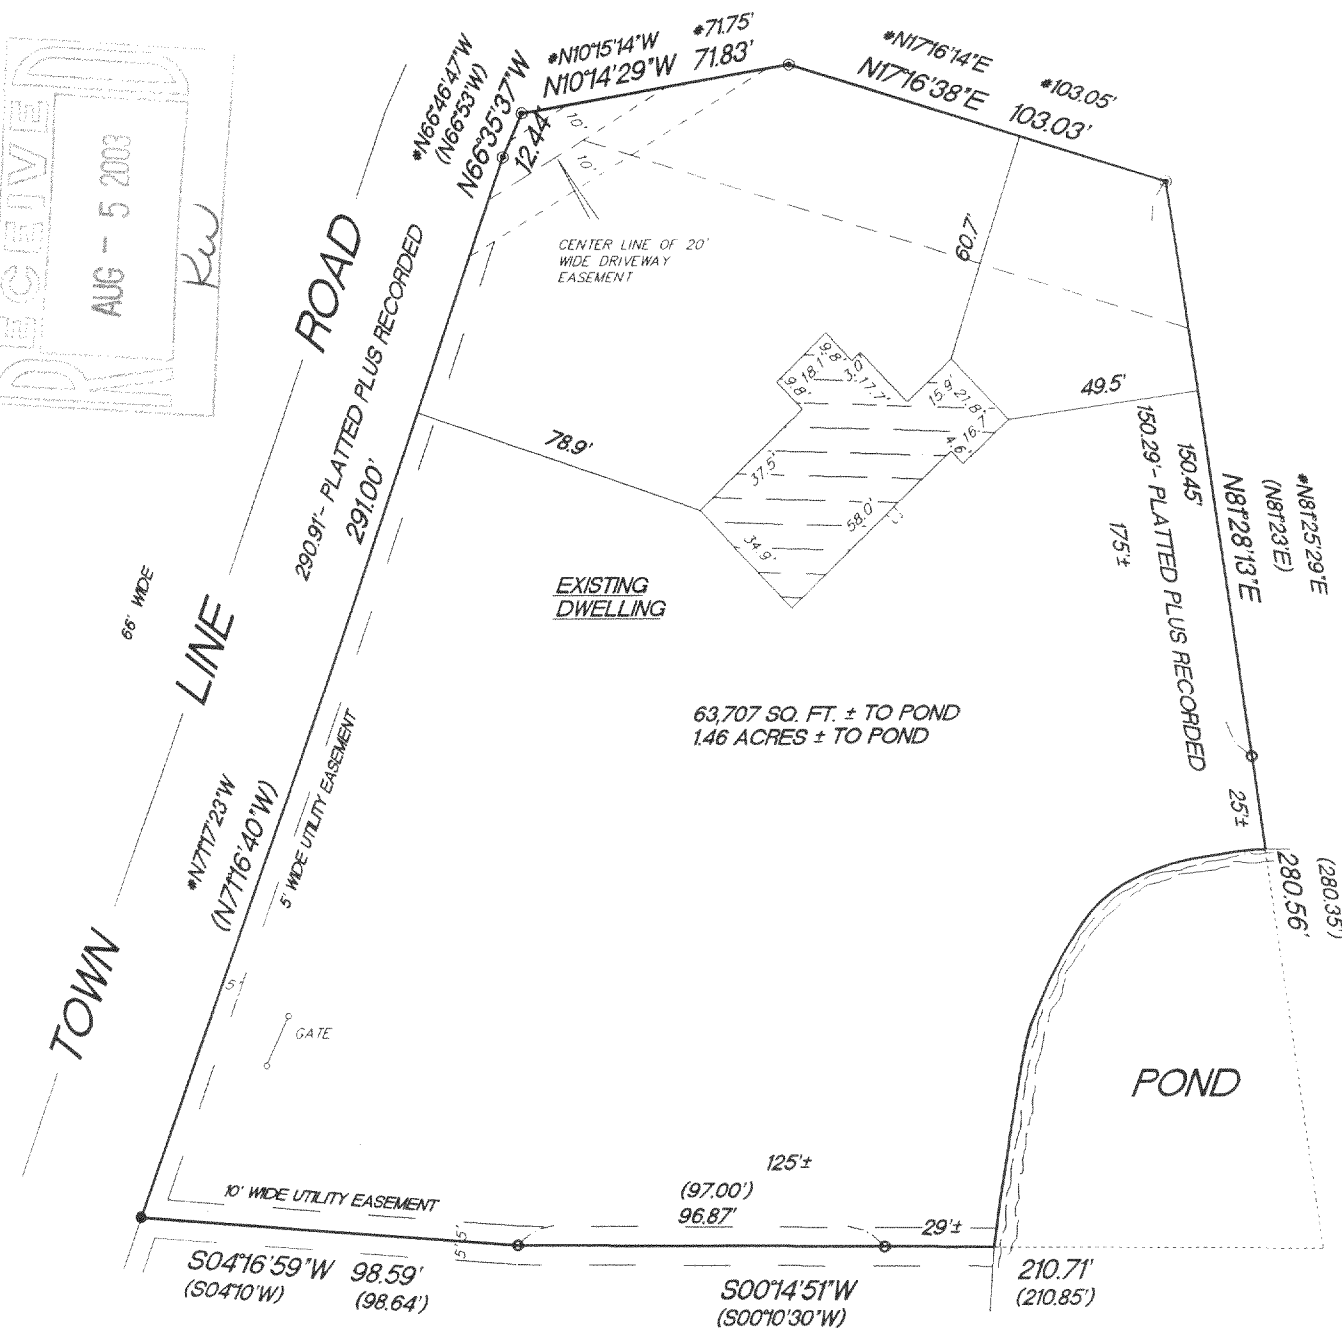 RECEIVED
AUG - 5 2003
KW
*N66°46'47"W
(N66°53'W)
N66°35'37"W
12.44'
*N10°15'14"W *71.75'
N10°14'29"W 71.83'
*N17°16'14"E *103.05'
N17°16'38"E 103.03'
10'
10'
CENTER LINE OF 20'
WIDE DRIVEWAY
EASEMENT
60.7'
49.5'
78.9'
9.8'
18.1'
9.8'
3.0'
17.7'
15.9'
21.8'
16.7'
4.6'
37.5'
58.0'
34.9'
EXISTING
DWELLING
63,707 SQ. FT. ± TO POND
1.46 ACRES ± TO POND
TOWN LINE ROAD
66' WIDE
290.91'- PLATTED PLUS RECORDED
291.00'
*N71°17'23"W
(N71°16'40"W)
5' WIDE UTILITY EASEMENT
5'
GATE
*N81°25'29"E
(N81°23'E)
N81°28'13"E
150.45'
150.29'- PLATTED PLUS RECORDED
175'±
25'±
(280.35')
280.56'
POND
10' WIDE UTILITY EASEMENT
125'±
(97.00')
96.87'
29'±
5'
5'
S04°16'59"W 98.59'
(S04°10'W) (98.64')
S00°14'51"W
(S00°10'30"W)
210.71'
(210.85')